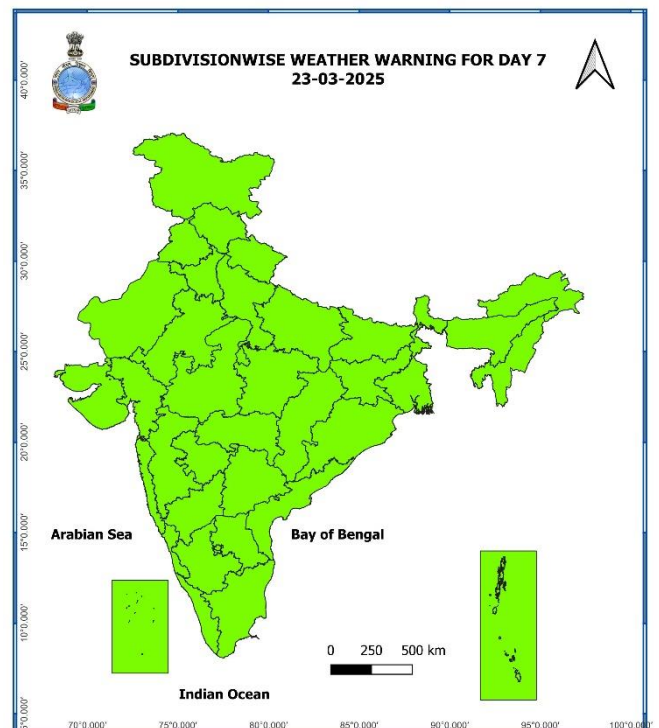 SUBDIVISIONWISE WEATHER WARNING FOR DAY 7
23-03-2025
40°0.000'
35°0.000'
30°0.000'
25°0.000'
20°0.000'
15°0.000'
10°0.000'
5°0.000'
Arabian Sea
Bay of Bengal
0 250 500 km
Indian Ocean
70°0.000' 75°0.000' 80°0.000' 85°0.000' 90°0.000' 95°0.000' 100°0.000'